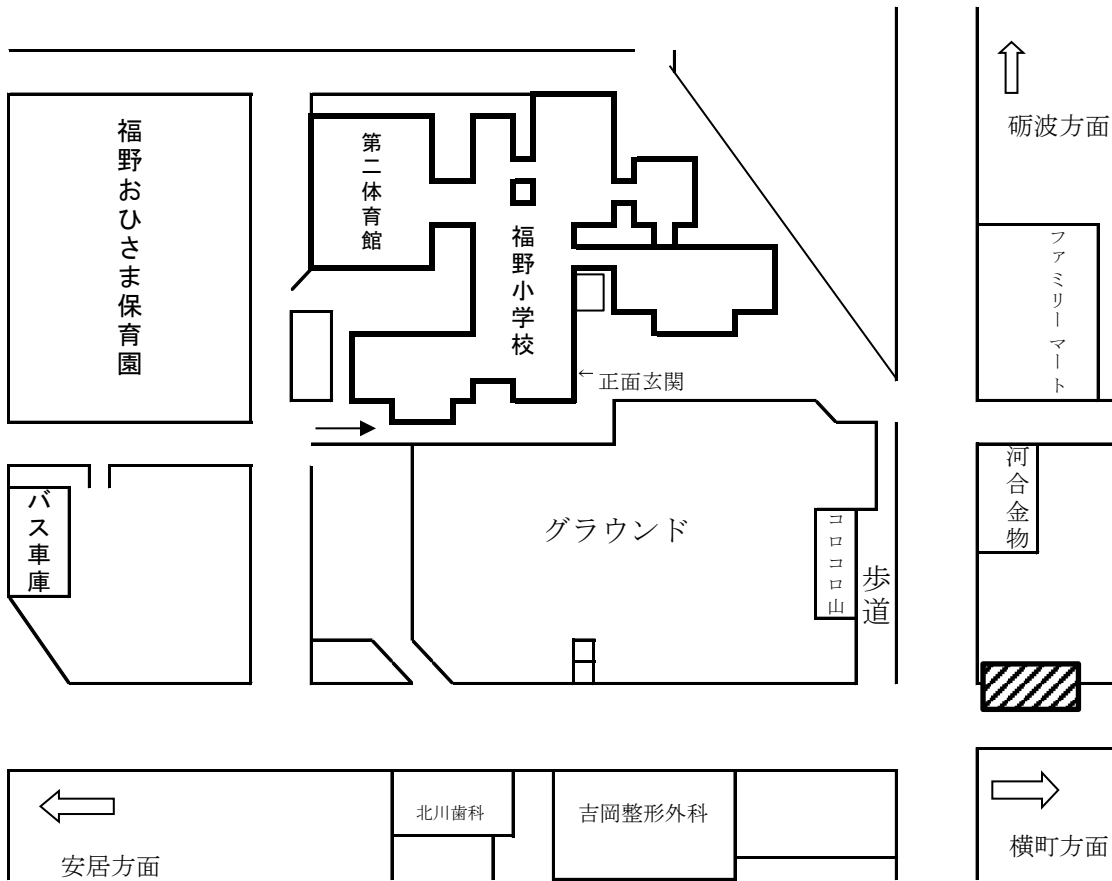 砺波方面
福野おひさま保育園
第二体育館
福野小学校
ファミリーマート
←正面玄関
河合金物
バス車庫
グラウンド
コロコロ山
歩道
北川歯科
吉岡整形外科
安居方面
横町方面